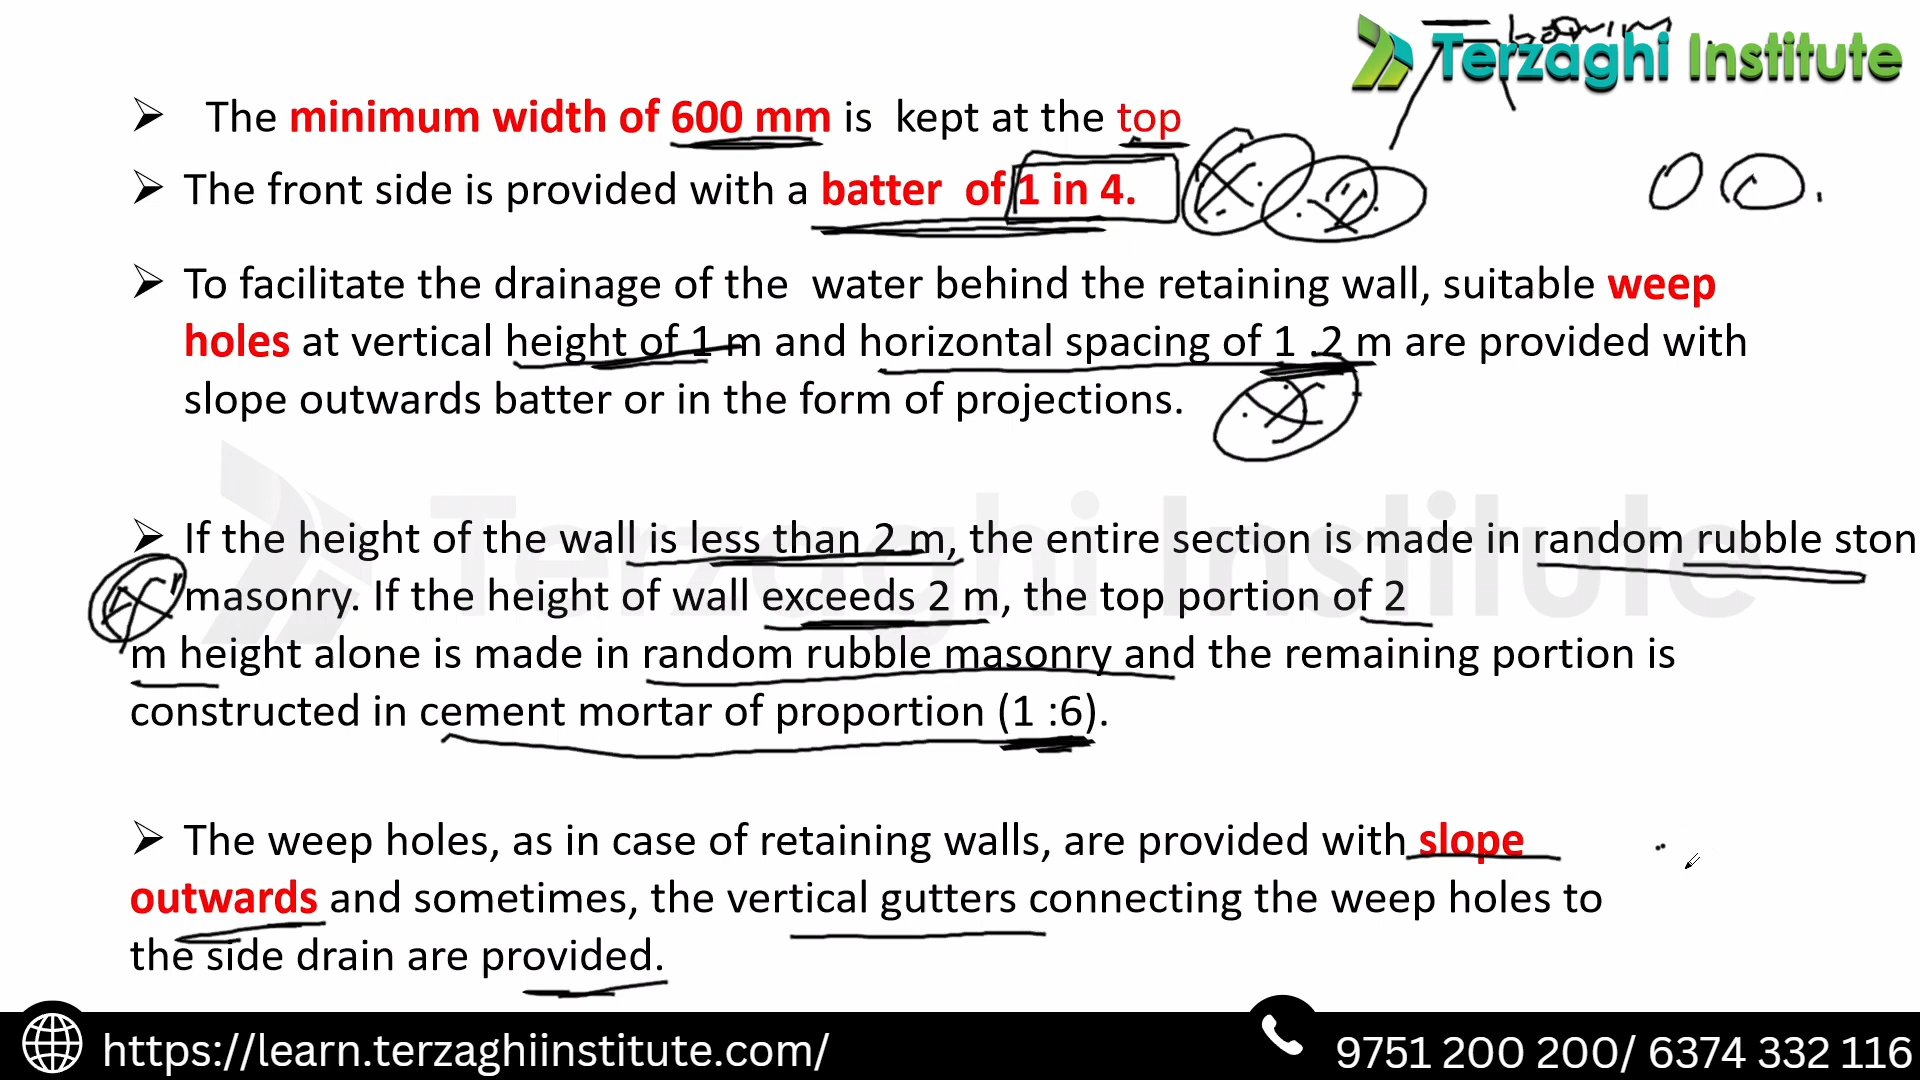 Terzaghi Institute
➢ The minimum width of 600 mm is kept at the top
➢ The front side is provided with a batter of 1 in 4.
➢ To facilitate the drainage of the water behind the retaining wall, suitable weep
holes at vertical height of 1 m and horizontal spacing of 1 .2 m are provided with
slope outwards batter or in the form of projections.
Terzaghi Institute
➢ If the height of the wall is less than 2 m, the entire section is made in random rubble ston
masonry. If the height of wall exceeds 2 m, the top portion of 2
m height alone is made in random rubble masonry and the remaining portion is
constructed in cement mortar of proportion (1 :6).
➢ The weep holes, as in case of retaining walls, are provided with slope
outwards and sometimes, the vertical gutters connecting the weep holes to
the side drain are provided.
https://learn.terzaghiinstitute.com/
9751 200 200/ 6374 332 116